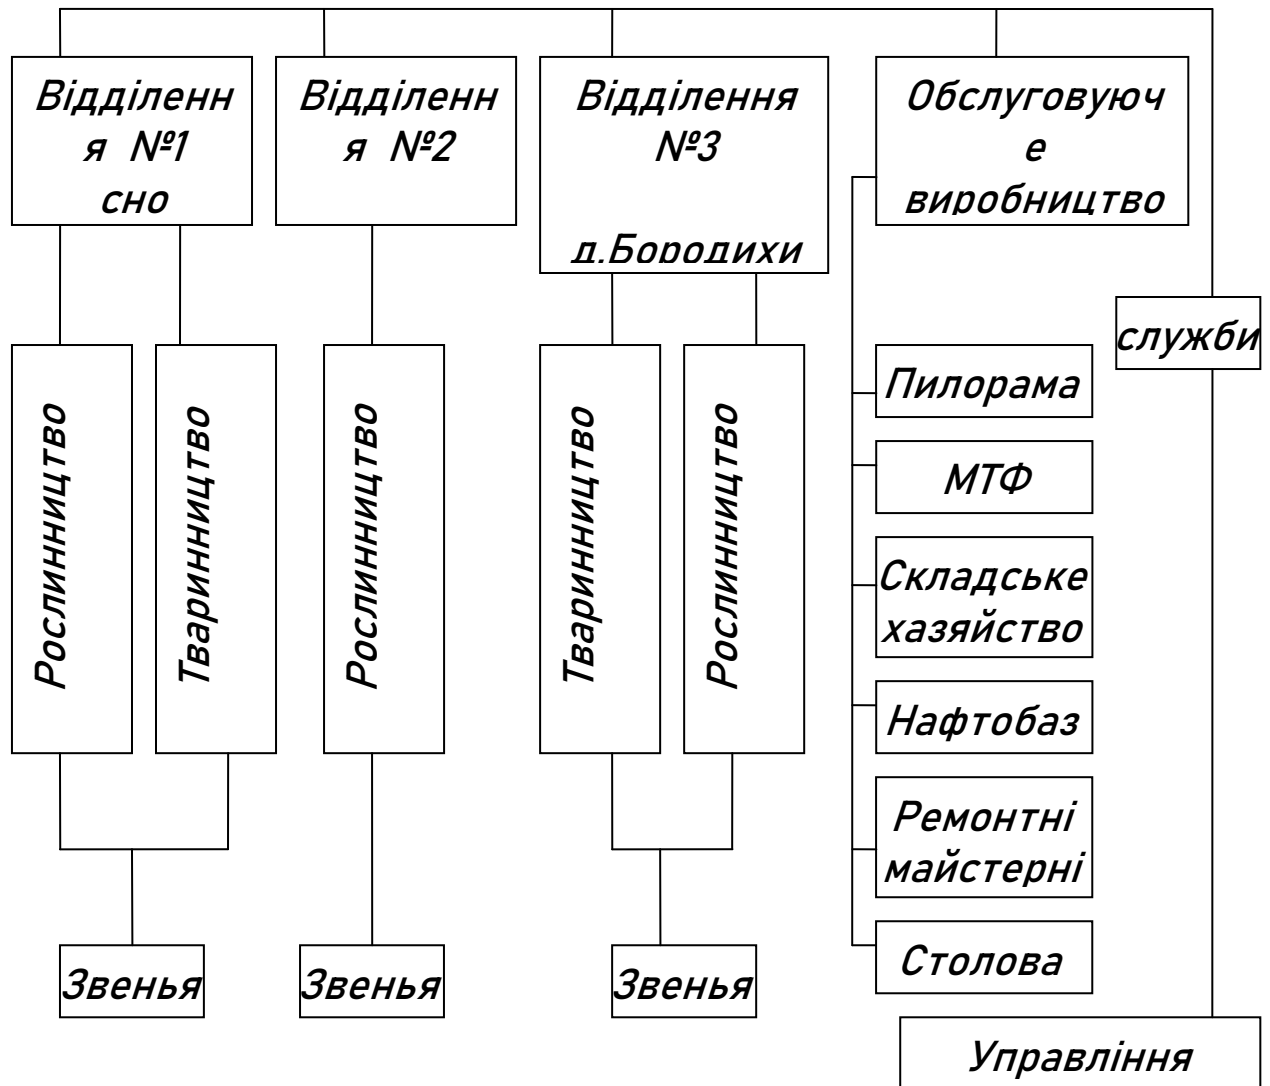 Відділенн
я №1
сно
Відділенн
я №2
Відділення
№3
д.Бородихи
Обслуговуюч
е
виробництво
служби
Рослинництво
Тваринництво
Рослинництво
Тваринництво
Рослинництво
Пилорама
МТФ
Складське
хазяйство
Нафтобаз
Ремонтні
майстерні
Столова
Звенья
Звенья
Звенья
Управління